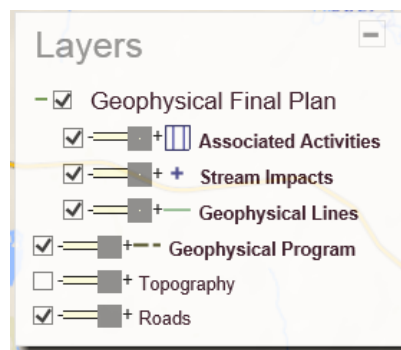 Layers
Geophysical Final Plan
Associated Activities
Stream Impacts
Geophysical Lines
Geophysical Program
Topography
Roads